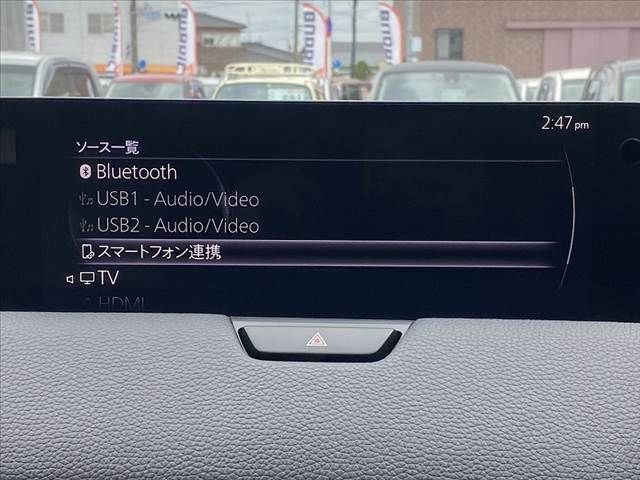 2:47 pm
ソース一覧
Bluetooth
USB1 - Audio/Video
USB2 - Audio/Video
スマートフォン連携
TV
HDMI